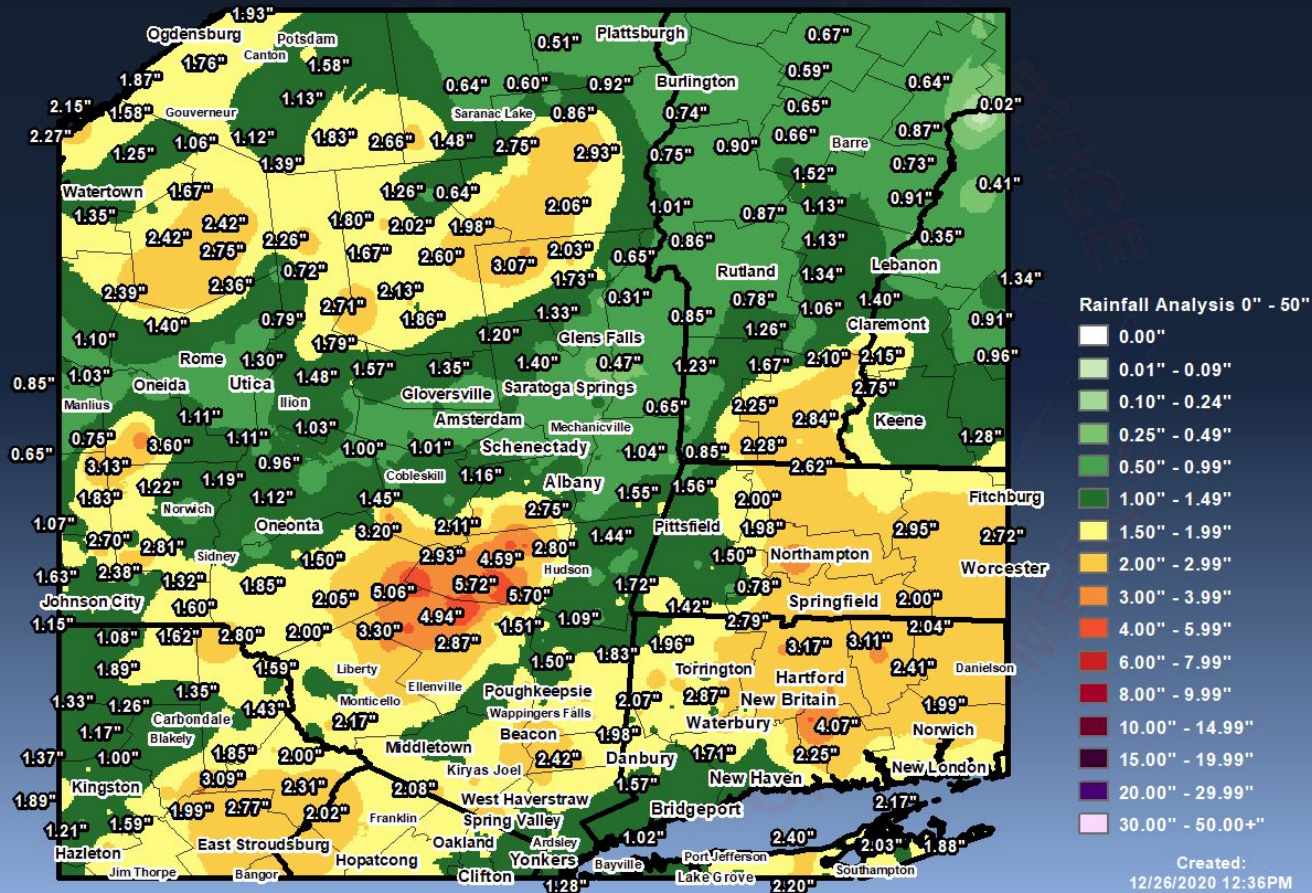 1.93"
Ogdensburg
Potsdam
0.51"
Plattsburgh
0.67"
Canton
1.76"
1.58"
1.87"
0.64"
0.60"
0.92"
Burlington
0.59"
0.64"
2.15"
1.58"
Gouverneur
1.13"
Saranac Lake
0.86"
0.74"
0.65"
0.02"
2.27"
1.25"
1.06"
1.12"
1.83"
2.66"
1.48"
2.75"
2.93"
0.75"
0.90"
0.66"
Barre
0.87"
1.39"
0.73"
1.52"
Watertown
1.67"
1.26"
0.64"
0.41"
0.91"
1.35"
2.42"
1.80"
2.02"
1.98"
2.06"
1.01"
0.87"
1.13"
2.42"
2.75"
2.26"
1.67"
2.60"
2.03"
0.65"
0.86"
1.13"
0.35"
0.72"
3.07"
1.73"
Rutland
1.34"
Lebanon
1.34"
2.39"
2.36"
2.71"
2.13"
0.31"
0.78"
1.06"
1.40"
1.40"
0.79"
1.86"
1.33"
0.85"
1.26"
Claremont
0.91"
1.10"
1.79"
1.20"
Glens Falls
Rome
1.30"
1.48"
1.57"
1.35"
1.40"
0.47"
1.23"
1.67"
2.10"
2.15"
0.96"
0.85"
1.03"
Oneida
Utica
Ilion
Gloversville
Saratoga Springs
2.75"
Manlius
1.11"
1.03"
Amsterdam
Mechanicville
0.65"
2.25"
2.84"
Keene
0.75"
3.60"
1.11"
1.00"
1.01"
Schenectady
1.04"
0.85"
2.28"
1.28"
0.65"
3.13"
0.96"
2.62"
1.83"
1.22"
1.19"
1.12"
1.45"
Cobleskill
1.16"
Albany
1.55"
1.56"
2.00"
Fitchburg
Norwich
1.07"
Oneonta
3.20"
2.11"
2.75"
Pittsfield
1.98"
2.95"
2.72"
2.70"
2.81"
Sidney
1.50"
2.93"
4.59"
2.80"
1.44"
1.50"
Northampton
1.63"
2.38"
1.32"
1.85"
5.06"
5.72"
Hudson
1.72"
0.78"
Worcester
Johnson City
1.60"
2.05"
5.70"
1.42"
Springfield
2.00"
1.15"
1.08"
1.62"
2.80"
2.00"
3.30"
4.94"
1.51"
1.09"
2.79"
2.04"
2.87"
1.96"
3.17"
3.11"
1.89"
1.59"
Liberty
1.50"
1.83"
Torrington
Hartford
2.41"
Danielson
1.33"
1.26"
1.35"
1.43"
Ellenville
Poughkeepsie
2.07"
2.87"
New Britain
1.99"
Monticello
Carbondale
2.17"
Wappingers Falls
Waterbury
4.07"
Norwich
1.17"
Blakely
Beacon
1.98"
1.37"
1.00"
1.85"
2.00"
Middletown
2.42"
Danbury
1.71"
2.25"
New London
Kiryas Joel
Kingston
3.09"
2.31"
2.08"
1.57"
New Haven
1.89"
1.99"
2.77"
2.02"
West Haverstraw
Bridgeport
2.17"
1.21"
1.59"
Franklin
Spring Valley
1.02"
2.40"
2.03"
1.88"
Hazleton
East Stroudsburg
Oakland
Ardsley
Jim Thorpe
Bangor
Hopatcong
Yonkers
Bayville
Port Jefferson
Southampton
Clifton
1.28"
Lake Grove
2.20"
Rainfall Analysis 0" - 50"
0.00"
0.01" - 0.09"
0.10" - 0.24"
0.25" - 0.49"
0.50" - 0.99"
1.00" - 1.49"
1.50" - 1.99"
2.00" - 2.99"
3.00" - 3.99"
4.00" - 5.99"
6.00" - 7.99"
8.00" - 9.99"
10.00" - 14.99"
15.00" - 19.99"
20.00" - 29.99"
30.00" - 50.00+"
Created:
12/26/2020 12:36PM